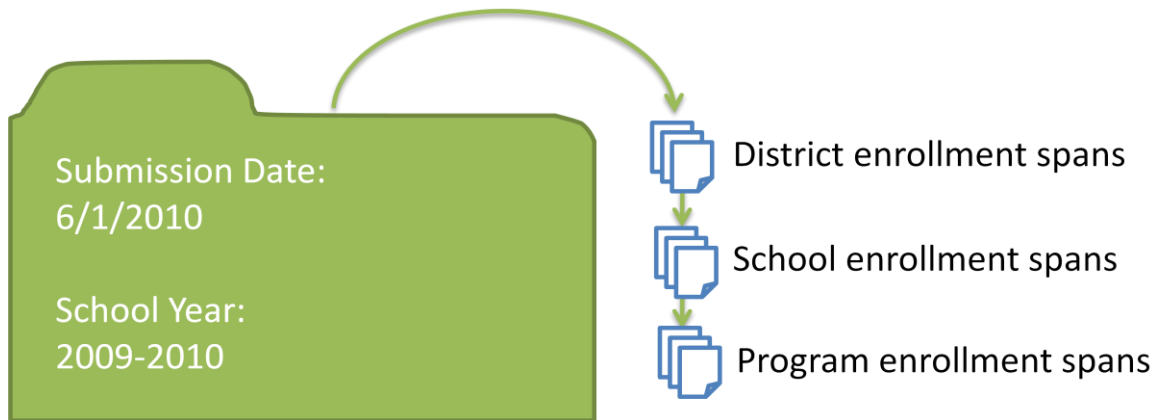 Submission Date:
6/1/2010
School Year:
2009-2010
District enrollment spans
School enrollment spans
Program enrollment spans